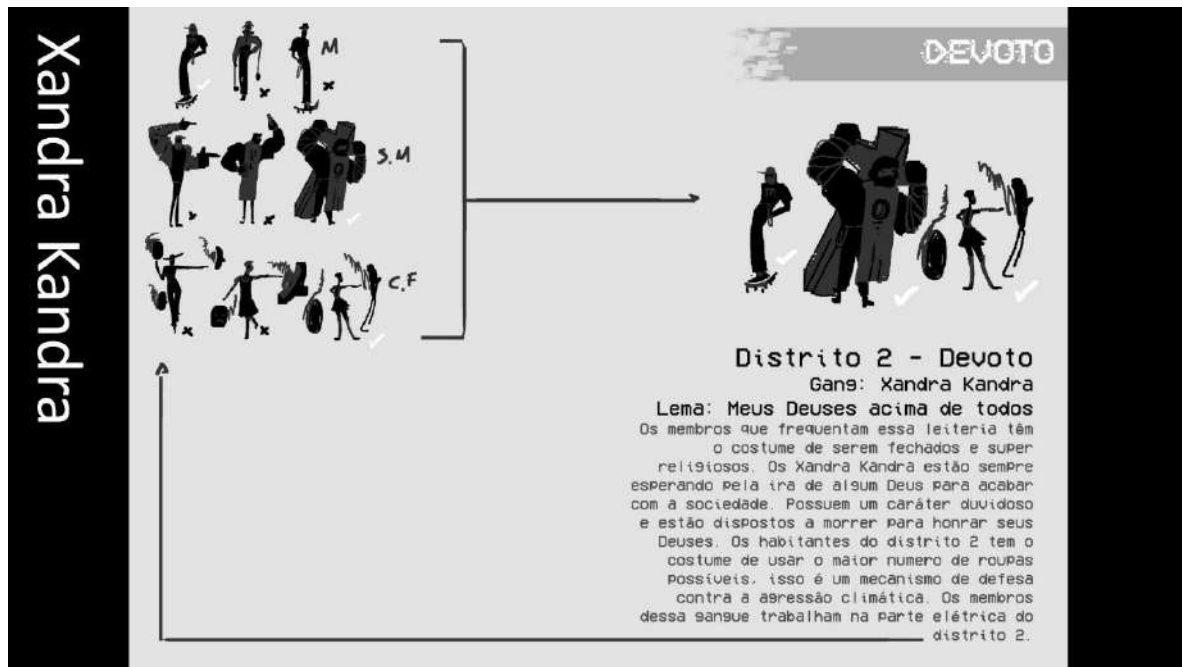 Xandra Kandra
M
S.M
C.F
DEVOTO
Distrito 2 - Devoto
Gang: Xandra Kandra
Lema: Meus Deuses acima de todos
Os membros que frequentam essa leiteria têm
o costume de serem fechados e super
religiosos. Os Xandra Kandra estão sempre
esperando pela ira de algum Deus para acabar
com a sociedade. Possuem um caráter duvidoso
e estão dispostos a morrer para honrar seus
Deuses. Os habitantes do distrito 2 tem o
costume de usar o maior numero de roupas
possíveis, isso é um mecanismo de defesa
contra a agressão climática. Os membros
dessa gangue trabalham na parte elétrica do
distrito 2.